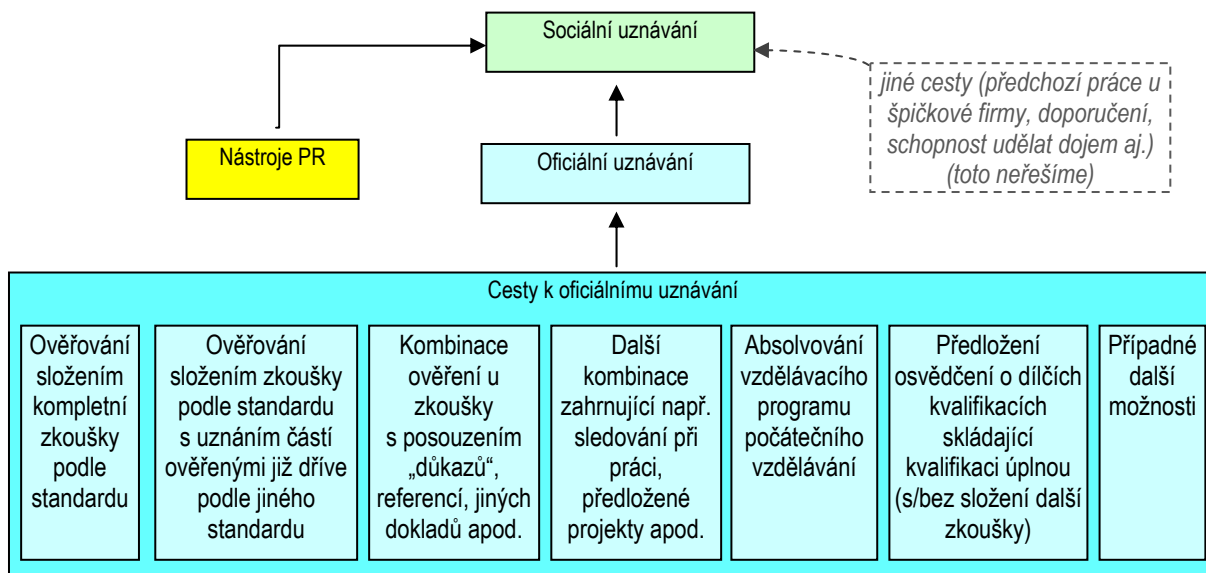 Sociální uznávání
jiné cesty (předchozí práce u
špičkové firmy, doporučení,
schopnost udělat dojem aj.)
(toto neřešíme)
Nástroje PR
Oficiální uznávání
Cesty k oficiálnímu uznávání
Ověřování
složením
kompletní
zkoušky
podle
standardu
Ověřování
složením zkoušky
podle standardu
s uznáním částí
ověřenými již dříve
podle jiného
standardu
Kombinace
ověření u
zkoušky
s posouzením
„důkazů“,
referencí, jiných
dokladů apod.
Další
kombinace
zahrnující např.
sledování při
práci,
předložené
projekty apod.
Absolvování
vzdělávacího
programu
počátečního
vzdělávání
Předložení
osvědčení o dílčích
kvalifikacích
skládající
kvalifikaci úplnou
(s/bez složení další
zkoušky)
Případné
další
možnosti